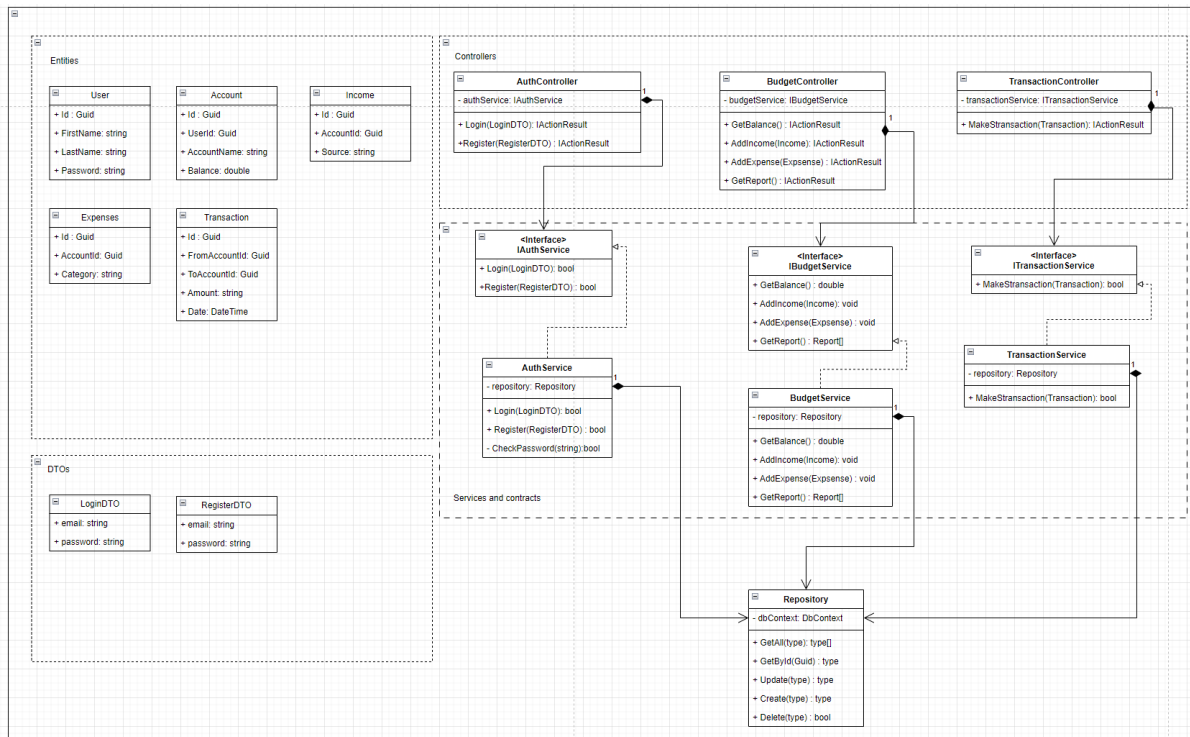 Entities
User
+ Id : Guid
+ FirstName: string
+ LastName: string
+ Password: string
Account
+ Id : Guid
+ UserId: Guid
+ AccountName: string
+ Balance: double
Income
+ Id : Guid
+ AccountId: Guid
+ Source: string
Expenses
+ Id : Guid
+ AccountId: Guid
+ Category: string
Transaction
+ Id : Guid
+ FromAccountId: Guid
+ ToAccountId: Guid
+ Amount: string
+ Date: DateTime
DTOs
LoginDTO
+ email: string
+ password: string
RegisterDTO
+ email: string
+ password: string
Controllers
AuthController
- authService: IAuthService
+ Login(LoginDTO): IActionResult
+Register(RegisterDTO) : IActionResult
1
BudgetController
- budgetService: IBudgetService
+ GetBalance() : IActionResult
+ AddIncome(Income): IActionResult
+ AddExpense(Expsense) : IActionResult
+ GetReport() : IActionResult
1
TransactionController
- transactionService: ITransactionService
+ MakeStransaction(Transaction): IActionResult
1
<Interface>
IAuthService
+ Login(LoginDTO): bool
+Register(RegisterDTO) : bool
<Interface>
IBudgetService
+ GetBalance() : double
+ AddIncome(Income): void
+ AddExpense(Expsense) : void
+ GetReport() : Report[]
<Interface>
ITransactionService
+ MakeStransaction(Transaction): bool
AuthService
- repository: Repository
+ Login(LoginDTO): bool
+ Register(RegisterDTO) : bool
- CheckPassword(string):bool
1
BudgetService
- repository: Repository
+ GetBalance() : double
+ AddIncome(Income): void
+ AddExpense(Expsense) : void
+ GetReport() : Report[]
1
TransactionService
- repository: Repository
+ MakeStransaction(Transaction): bool
1
Services and contracts
Repository
- dbContext: DbContext
+ GetAll(type): type[]
+ GetById(Guid) : type
+ Update(type) : type
+ Create(type) : type
+ Delete(type) : bool